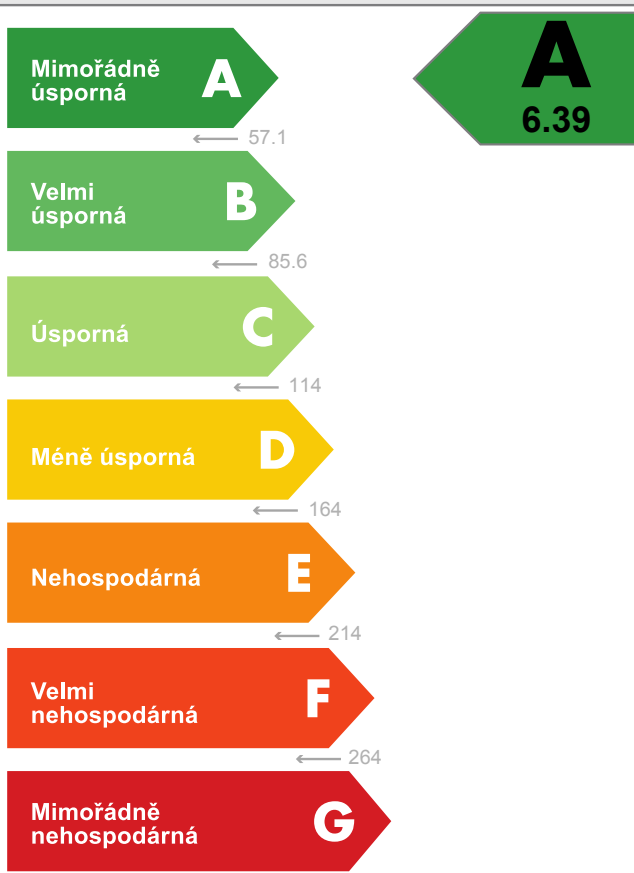 Mimořádně
úsporná
A
57.1
A
6.39
Velmi
úsporná
B
85.6
Úsporná
C
114
Méně úsporná
D
164
Nehospodárná
E
214
Velmi
nehospodárná
F
264
Mimořádně
nehospodárná
G